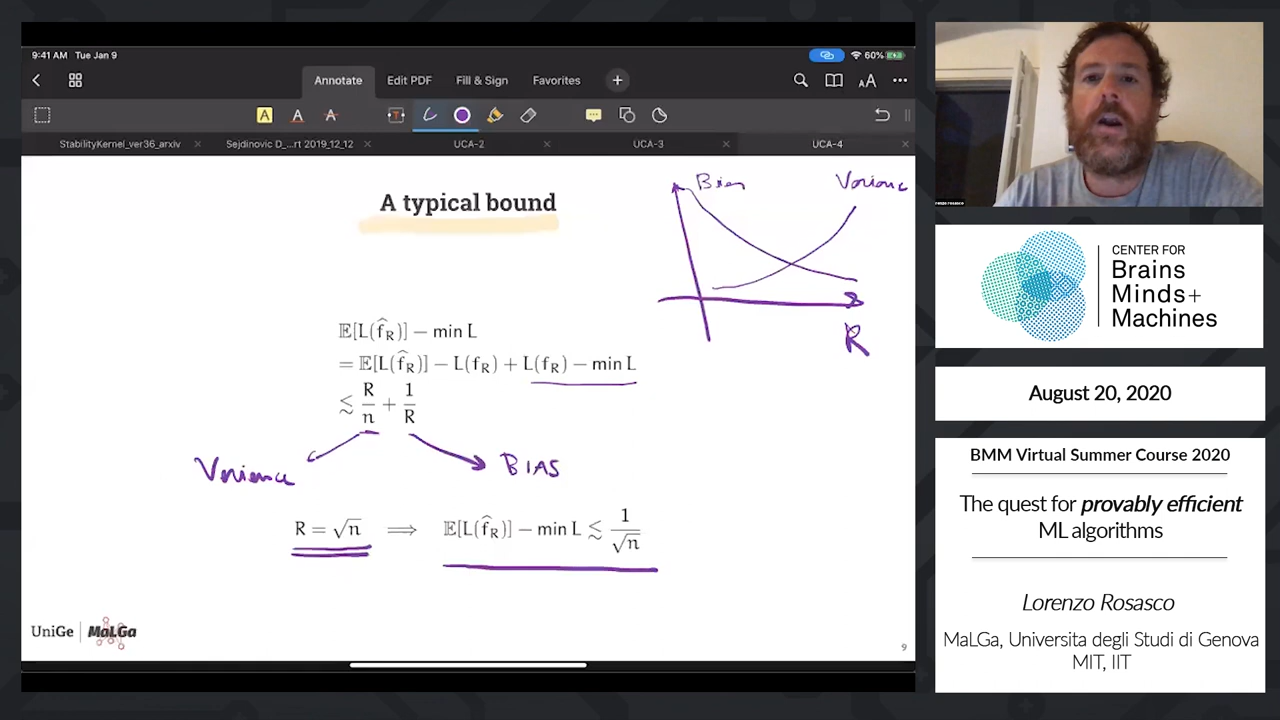 9:41 AM Tue Jan 9
60%
Annotate Edit PDF Fill & Sign Favorites
StabilityKernel_ver36_arxiv Sejdinovic D_...rt 2019_12_12 UCA-2 UCA-3 UCA-4
A typical bound
Bias Variance
R
𝔼[L(f̂_R)] − min L
= 𝔼[L(f̂_R)] − L(f_R) + L(f_R) − min L
≲ R/n + 1/R
Variance BIAS
R = √n ⟹ 𝔼[L(f̂_R)] − min L ≲ 1/√n
UniGe | MaLGa
9
CENTER FOR
Brains
Minds+
Machines
August 20, 2020
BMM Virtual Summer Course 2020
The quest for provably efficient
ML algorithms
Lorenzo Rosasco
MaLGa, Universita degli Studi di Genova
MIT, IIT